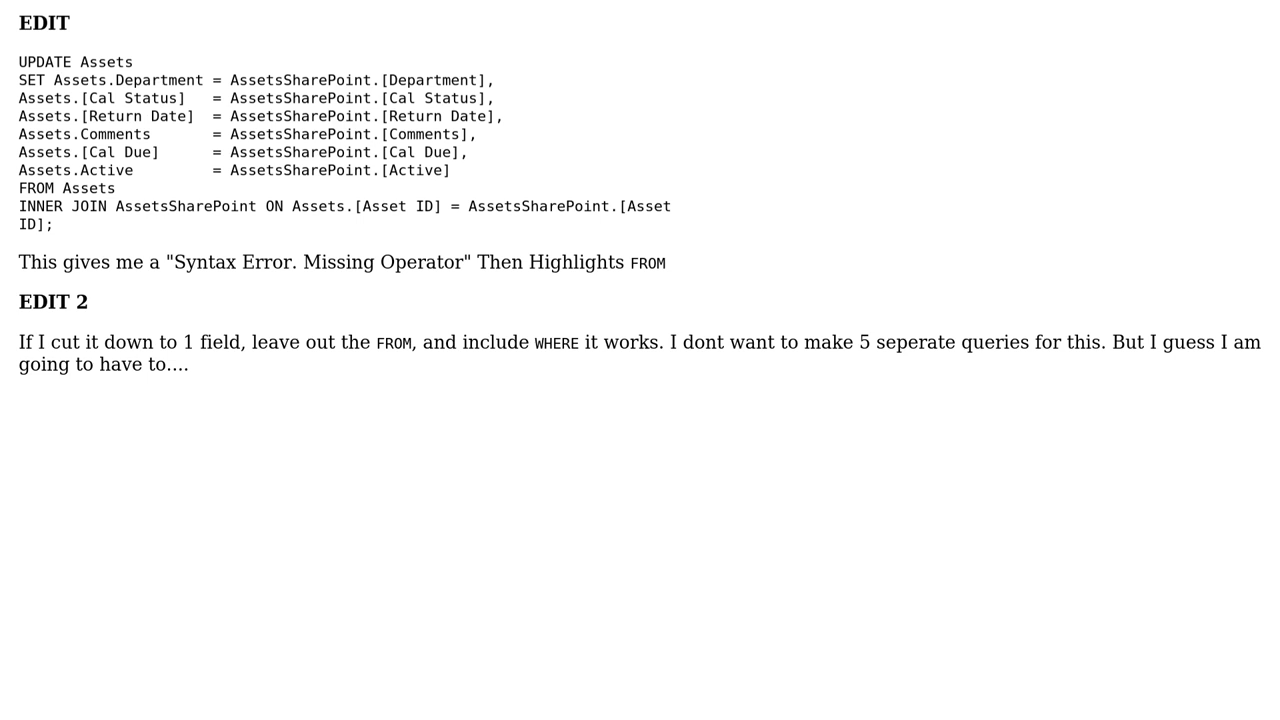 EDIT
UPDATE Assets
SET Assets.Department = AssetsSharePoint.[Department],
Assets.[Cal Status]   = AssetsSharePoint.[Cal Status],
Assets.[Return Date]  = AssetsSharePoint.[Return Date],
Assets.Comments       = AssetsSharePoint.[Comments],
Assets.[Cal Due]      = AssetsSharePoint.[Cal Due],
Assets.Active         = AssetsSharePoint.[Active]
FROM Assets
INNER JOIN AssetsSharePoint ON Assets.[Asset ID] = AssetsSharePoint.[Asset
ID];
This gives me a "Syntax Error. Missing Operator" Then Highlights FROM
EDIT 2
If I cut it down to 1 field, leave out the FROM, and include WHERE it works. I dont want to make 5 seperate queries for this. But I guess I am
going to have to....